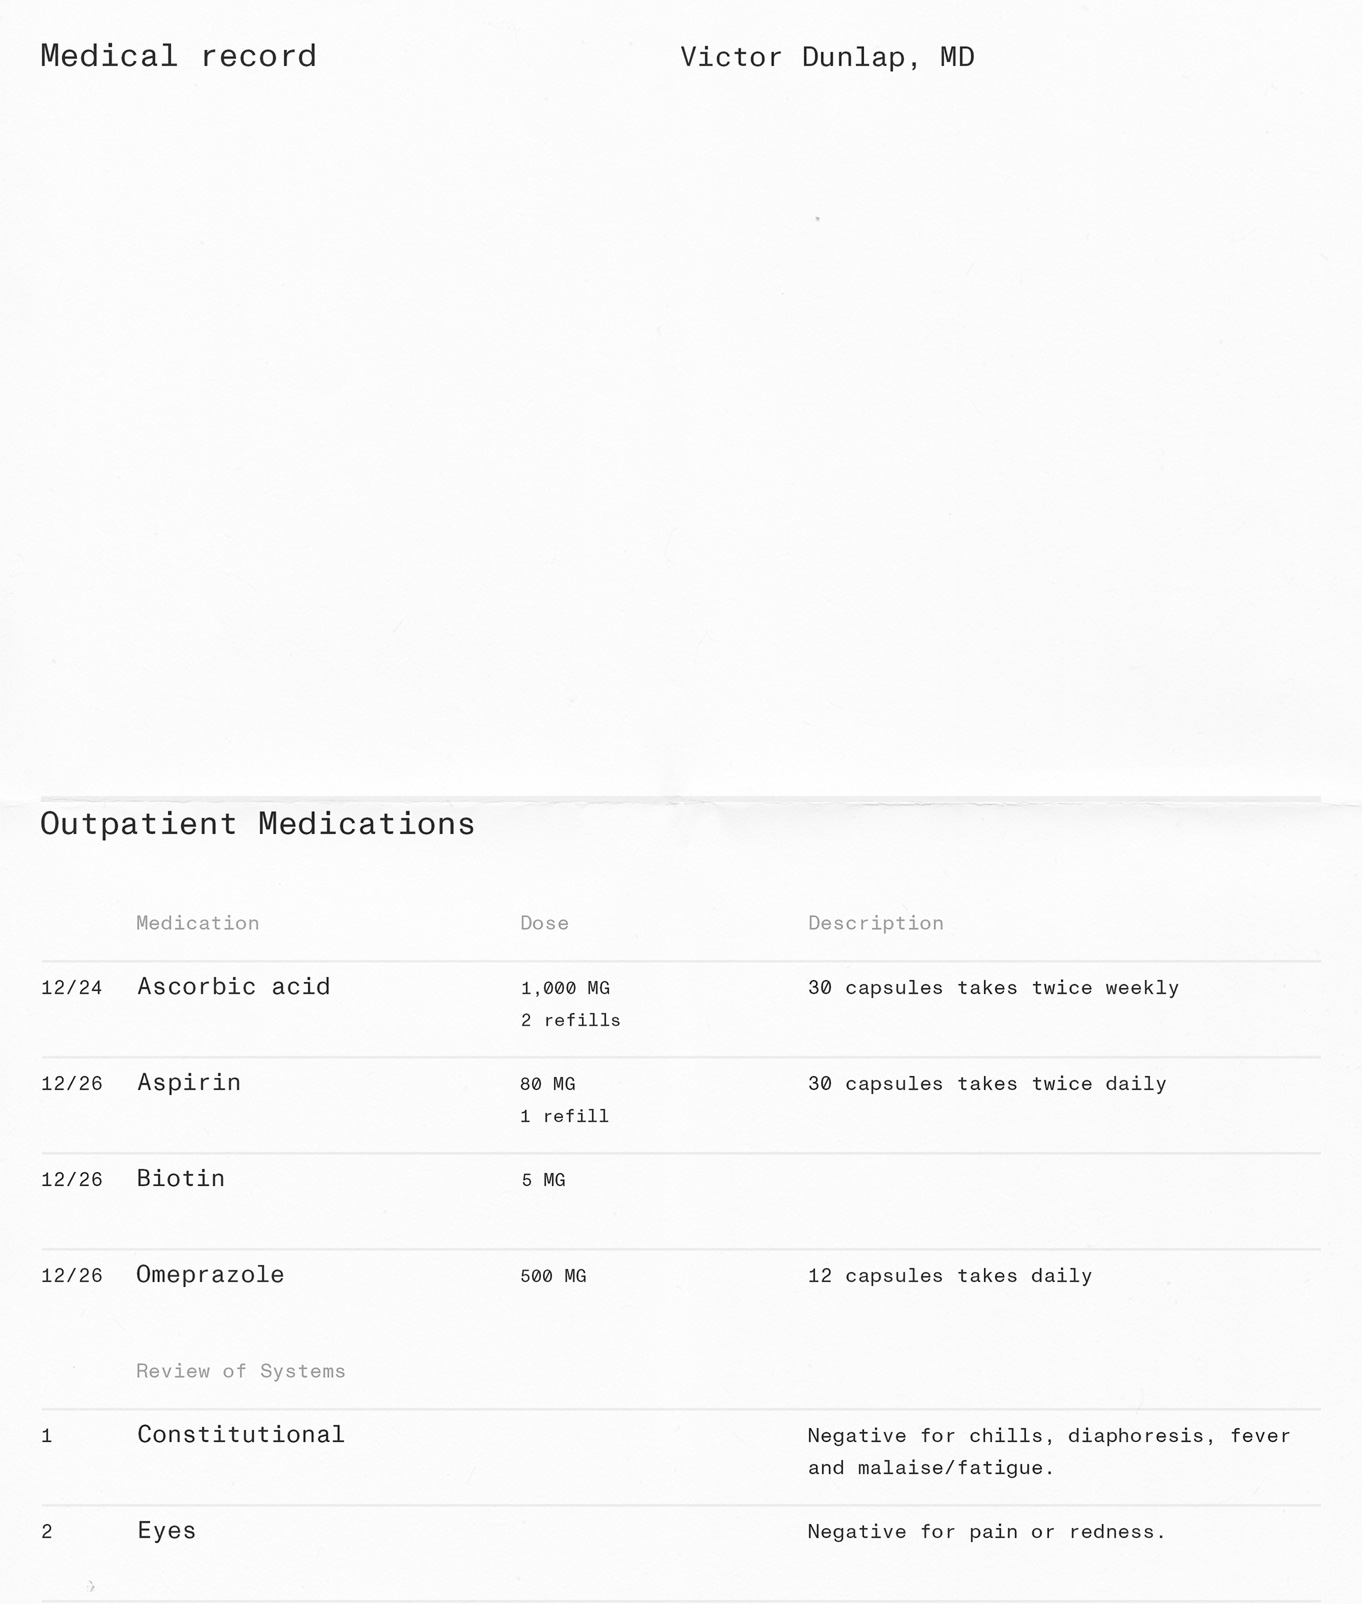 Medical record
Victor Dunlap, MD
Outpatient Medications
Medication Dose Description
12/24 Ascorbic acid 1,000 MG 30 capsules takes twice weekly
2 refills
12/26 Aspirin 80 MG 30 capsules takes twice daily
1 refill
12/26 Biotin 5 MG
12/26 Omeprazole 500 MG 12 capsules takes daily
Review of Systems
1 Constitutional Negative for chills, diaphoresis, fever
and malaise/fatigue.
2 Eyes Negative for pain or redness.